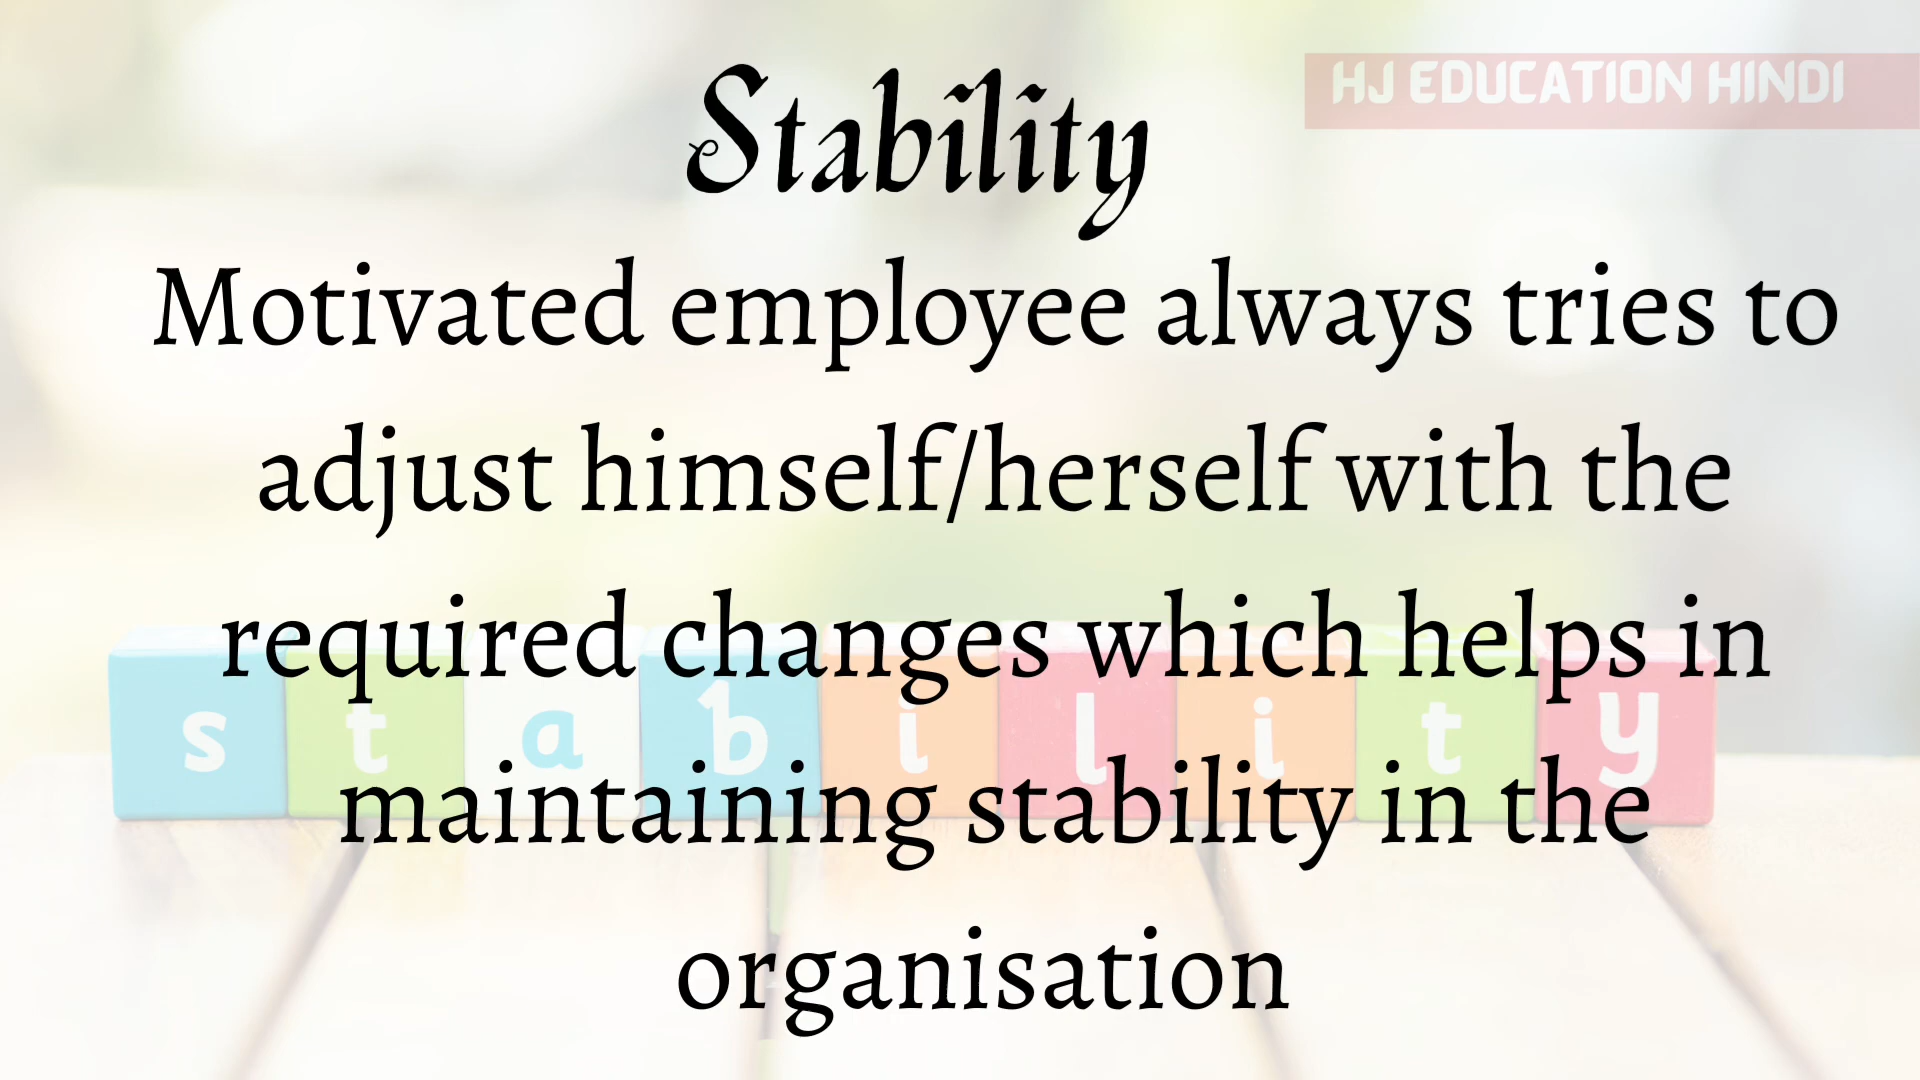 HJ EDUCATION HINDI
Stability
Motivated employee always tries to
adjust himself/herself with the
required changes which helps in
maintaining stability in the
organisation
stability